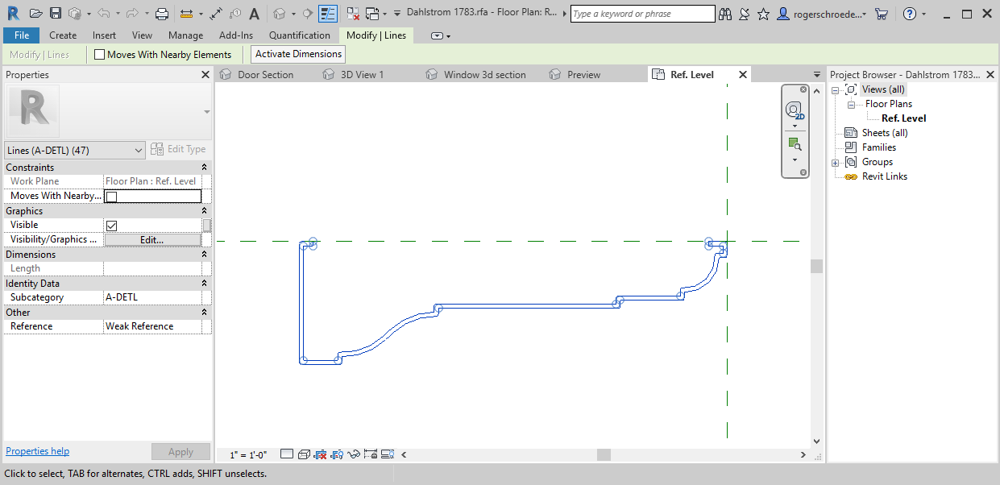 Dahlstrom 1783.rfa - Floor Plan: R...
Type a keyword or phrase
rogerschroede...
File Create Insert View Manage Add-Ins Quantification Modify | Lines
Modify | Lines Moves With Nearby Elements Activate Dimensions
Properties
R
Lines (A-DETL) (47) Edit Type
Constraints
Work Plane Floor Plan : Ref. Level
Moves With Nearby...
Graphics
Visible
Visibility/Graphics ... Edit...
Dimensions
Length
Identity Data
Subcategory A-DETL
Other
Reference Weak Reference
Properties help Apply
Door Section 3D View 1 Window 3d section Preview Ref. Level
2D
1" = 1'-0"
Project Browser - Dahlstrom 1783...
Views (all)
Floor Plans
Ref. Level
Sheets (all)
Families
Groups
Revit Links
Click to select, TAB for alternates, CTRL adds, SHIFT unselects.